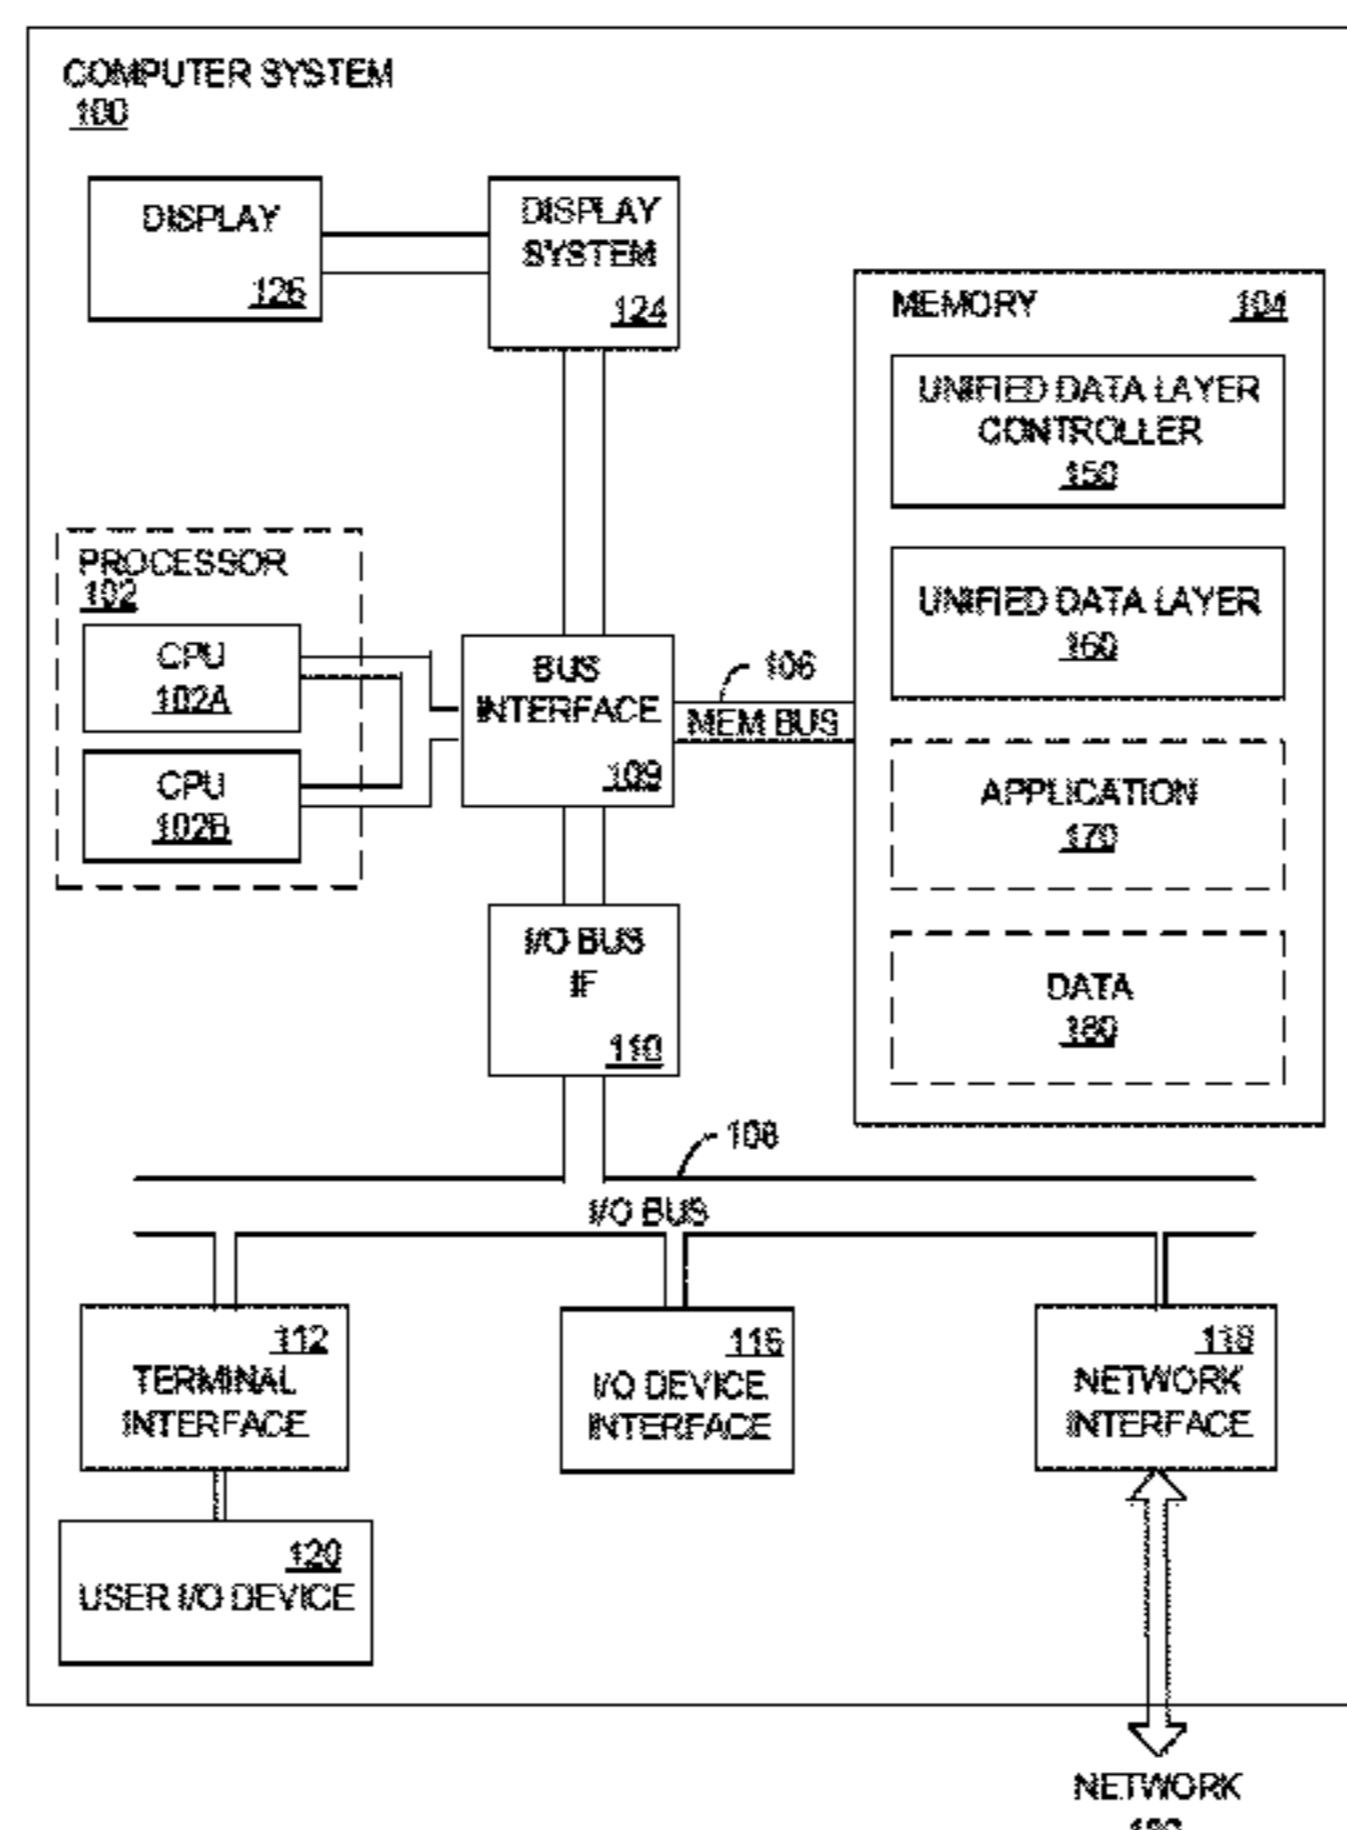 COMPUTER SYSTEM
100
DISPLAY
126
DISPLAY
SYSTEM
124
MEMORY 104
UNIFIED DATA LAYER
CONTROLLER
150
UNIFIED DATA LAYER
160
APPLICATION
170
DATA
180
PROCESSOR
102
CPU
102A
CPU
102B
BUS
INTERFACE
109
106
MEM BUS
I/O BUS
IF
110
108
I/O BUS
112
TERMINAL
INTERFACE
116
I/O DEVICE
INTERFACE
118
NETWORK
INTERFACE
120
USER I/O DEVICE
NETWORK